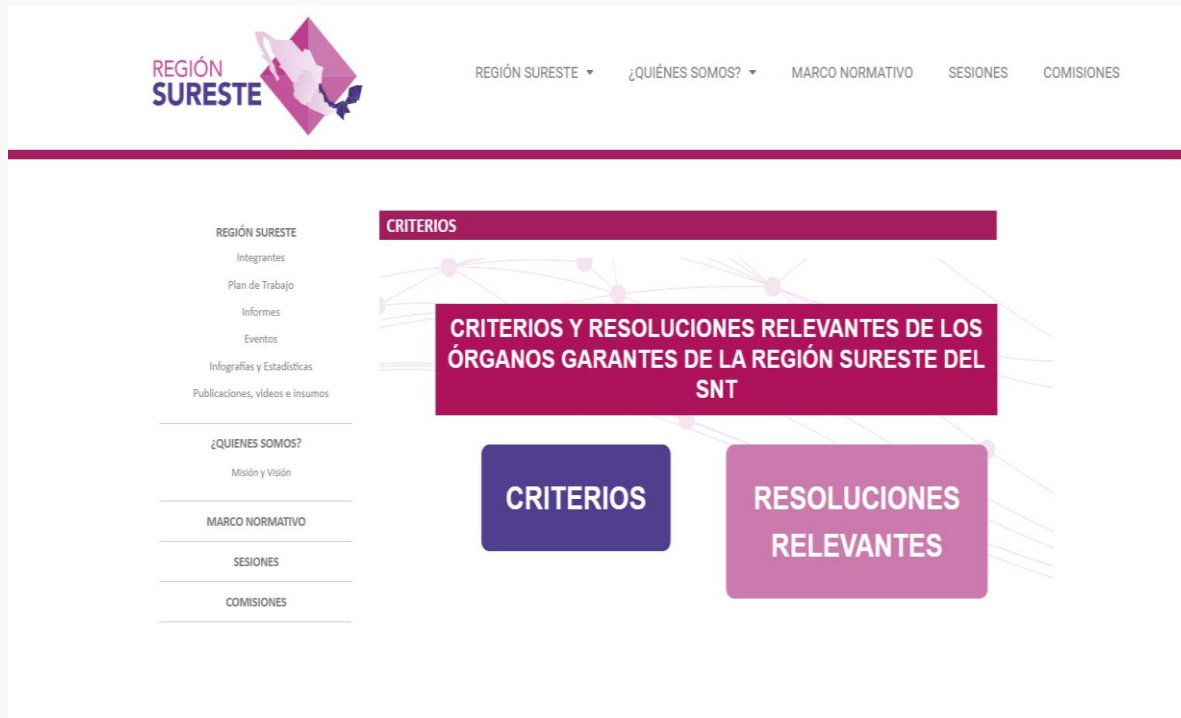 REGIÓN
SURESTE
REGIÓN SURESTE
¿QUIÉNES SOMOS?
MARCO NORMATIVO
SESIONES
COMISIONES
REGIÓN SURESTE
Integrantes
Plan de Trabajo
Informes
Eventos
Infografías y Estadísticas
Publicaciones, videos e insumos
¿QUIENES SOMOS?
Misión y Visión
MARCO NORMATIVO
SESIONES
COMISIONES
CRITERIOS
CRITERIOS Y RESOLUCIONES RELEVANTES DE LOS
ÓRGANOS GARANTES DE LA REGIÓN SURESTE DEL
SNT
CRITERIOS
RESOLUCIONES
RELEVANTES